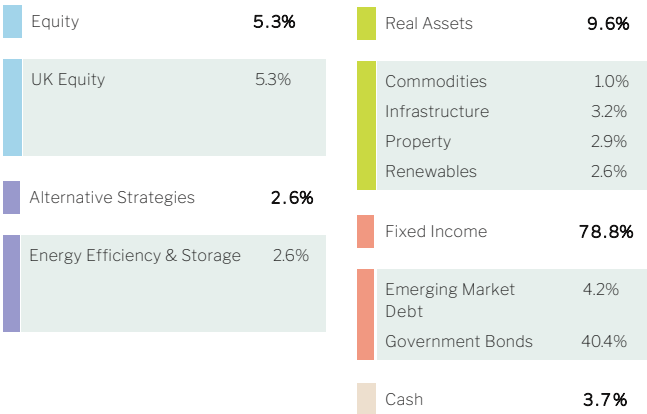 Equity 5.3%
UK Equity 5.3%
Alternative Strategies 2.6%
Energy Efficiency & Storage 2.6%
Real Assets 9.6%
Commodities 1.0%
Infrastructure 3.2%
Property 2.9%
Renewables 2.6%
Fixed Income 78.8%
Emerging Market 4.2%
Debt
Government Bonds 40.4%
Cash 3.7%